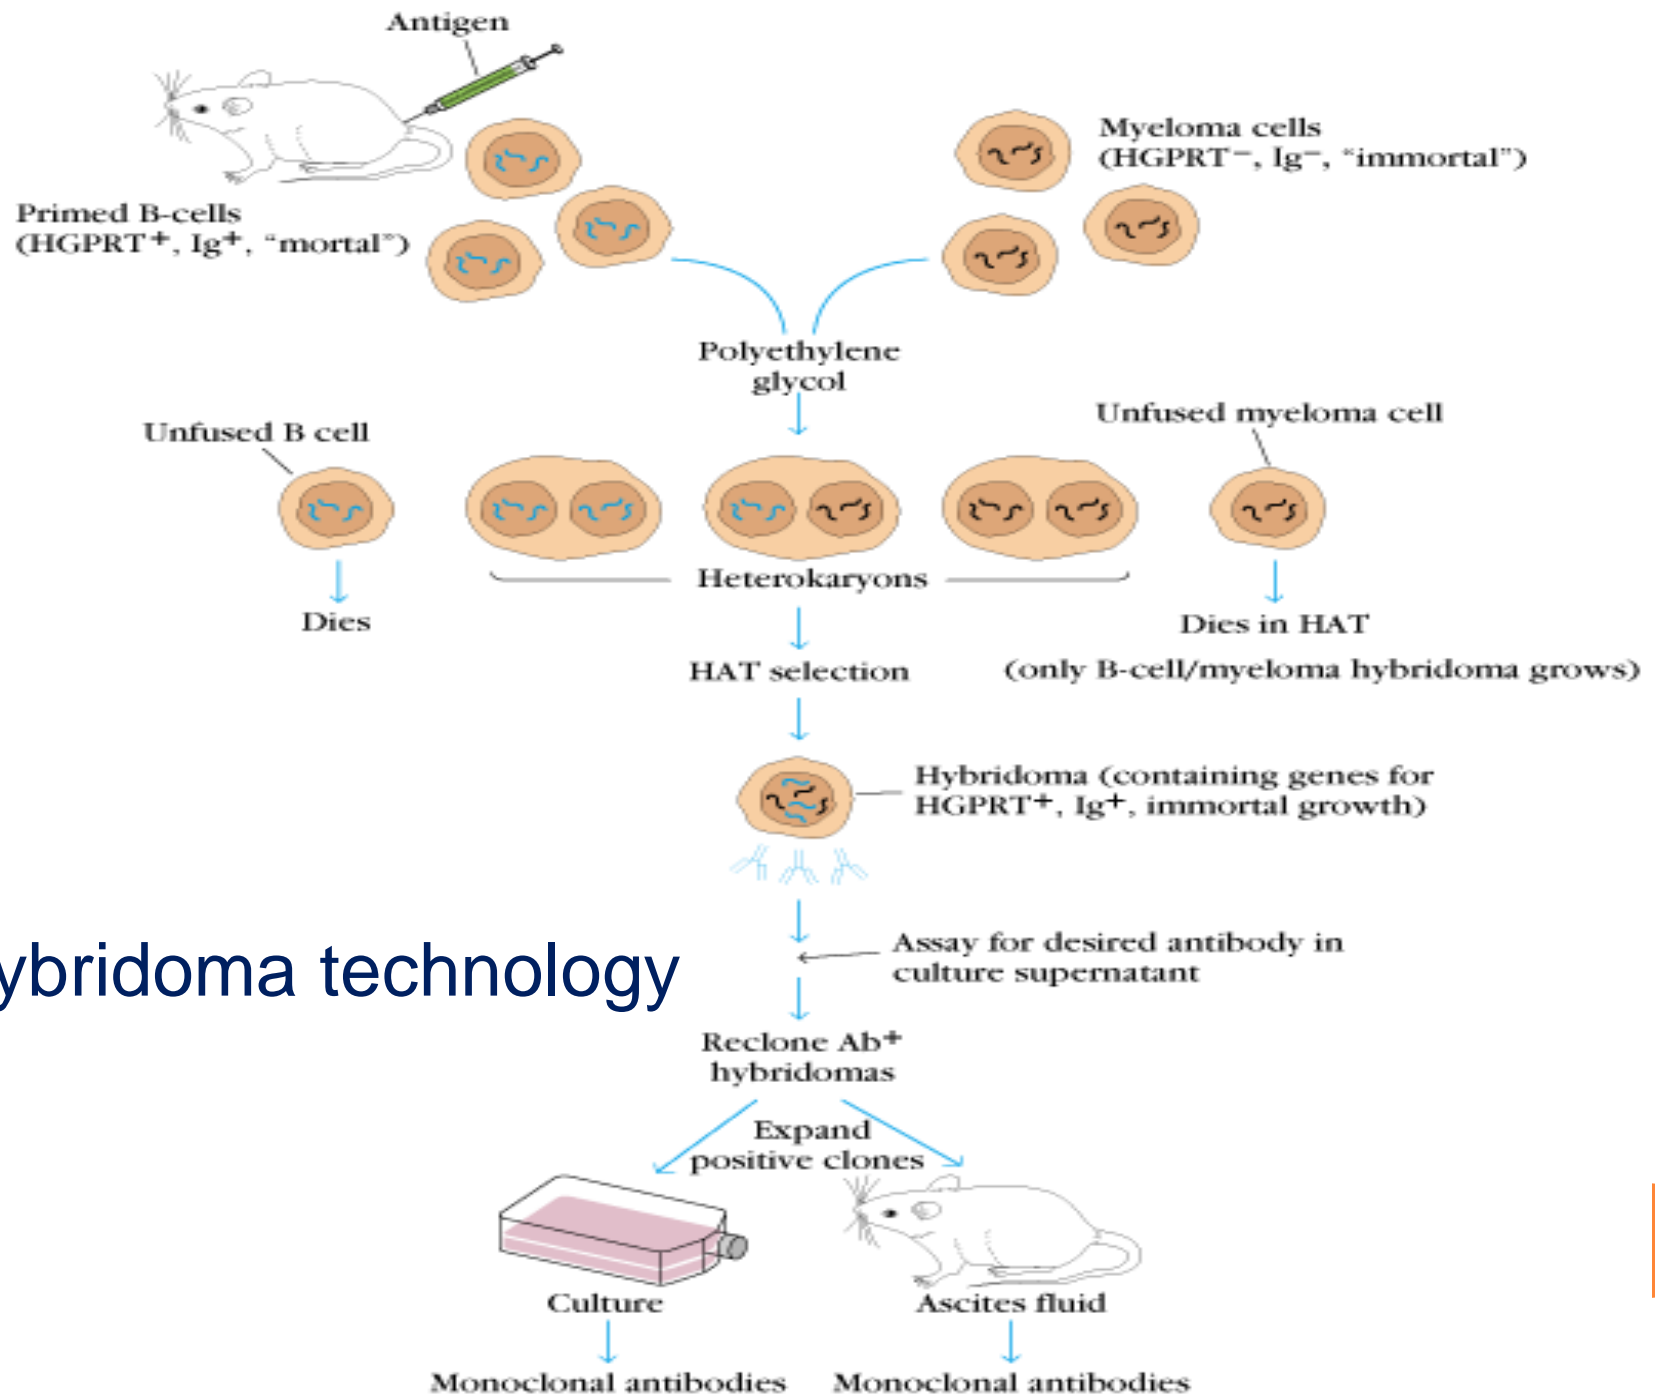 Antigen
Myeloma cells
(HGPRT⁻, Ig⁻, “immortal”)
Primed B-cells
(HGPRT⁺, Ig⁺, “mortal”)
Polyethylene
glycol
Unfused B cell
Unfused myeloma cell
Heterokaryons
Dies
Dies in HAT
HAT selection
(only B-cell/myeloma hybridoma grows)
Hybridoma (containing genes for
HGPRT⁺, Ig⁺, immortal growth)
Assay for desired antibody in
culture supernatant
ybridoma technology
Reclone Ab⁺
hybridomas
Expand
positive clones
Culture
Ascites fluid
Monoclonal antibodies
Monoclonal antibodies